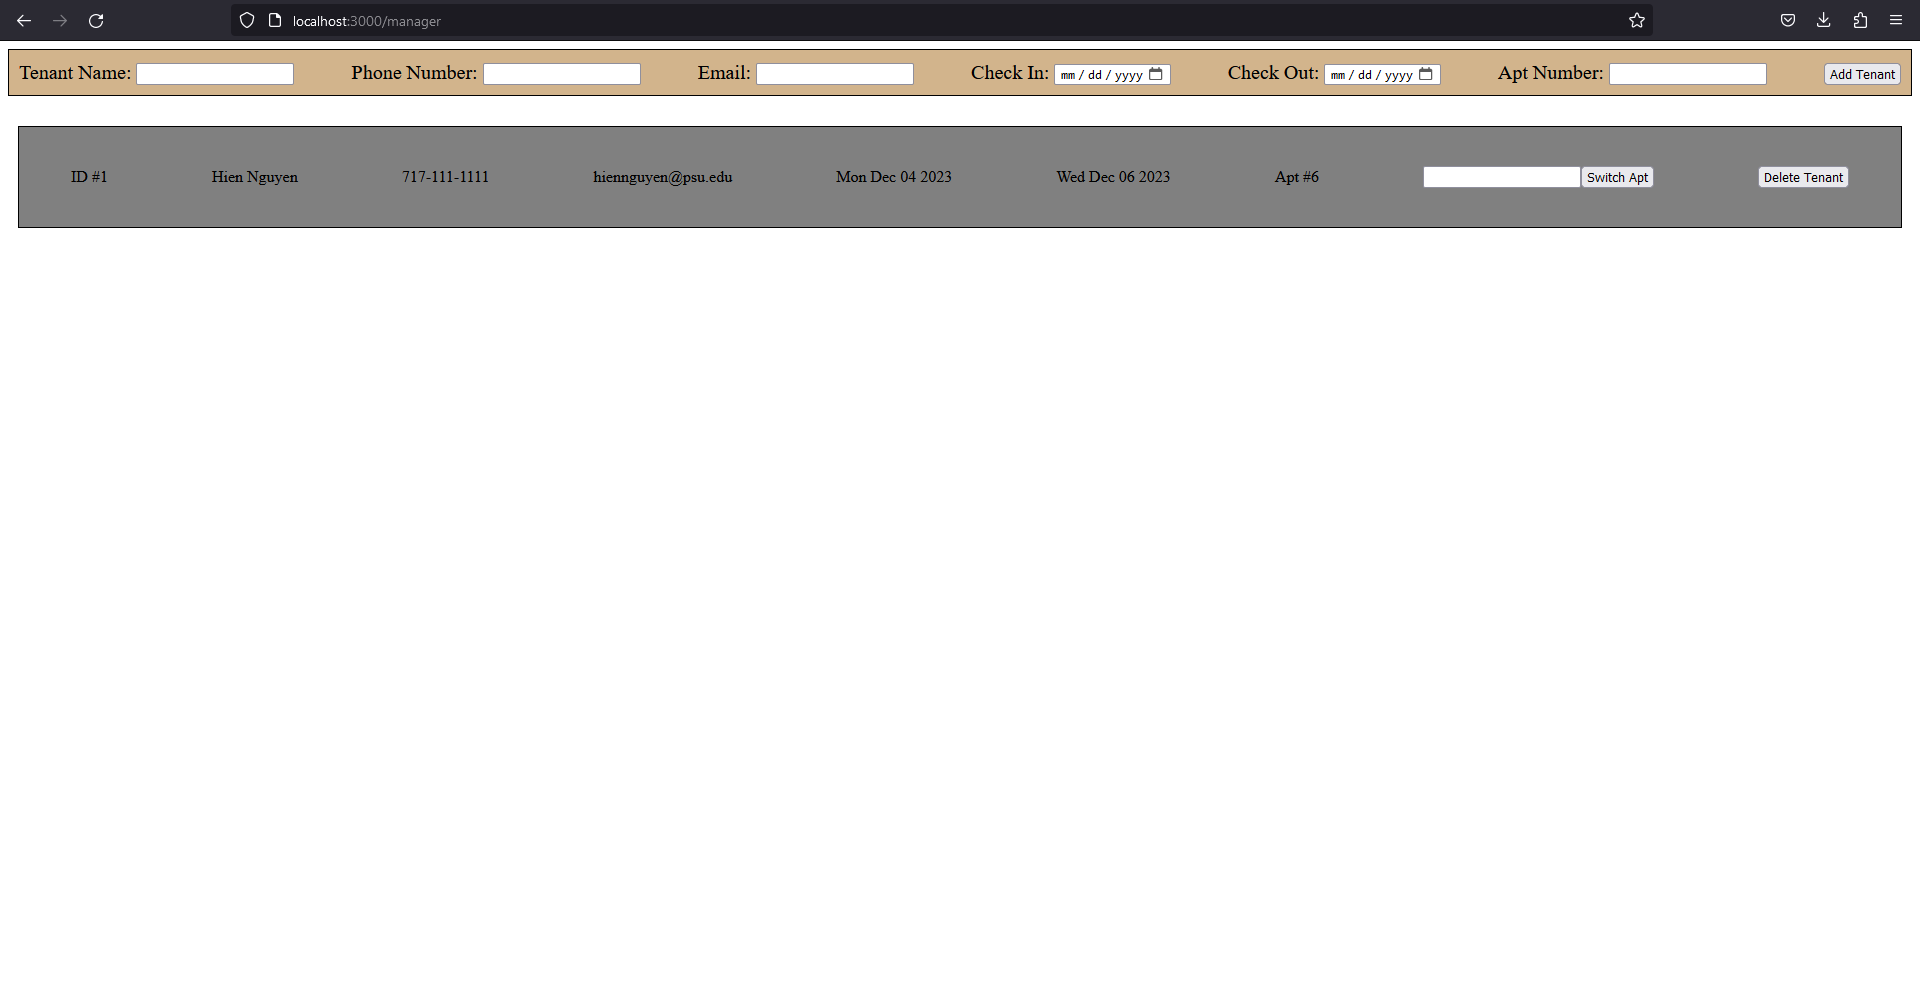 localhost:3000/manager
Tenant Name: Phone Number: Email: Check In: mm / dd / yyyy Check Out: mm / dd / yyyy Apt Number: Add Tenant
ID #1 Hien Nguyen 717-111-1111 hiennguyen@psu.edu Mon Dec 04 2023 Wed Dec 06 2023 Apt #6 Switch Apt Delete Tenant